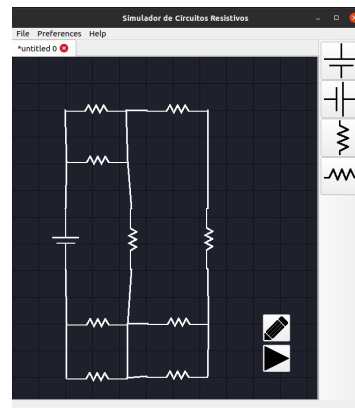 Simulador de Circuitos Resistivos
File Preferences Help
*untitled 0